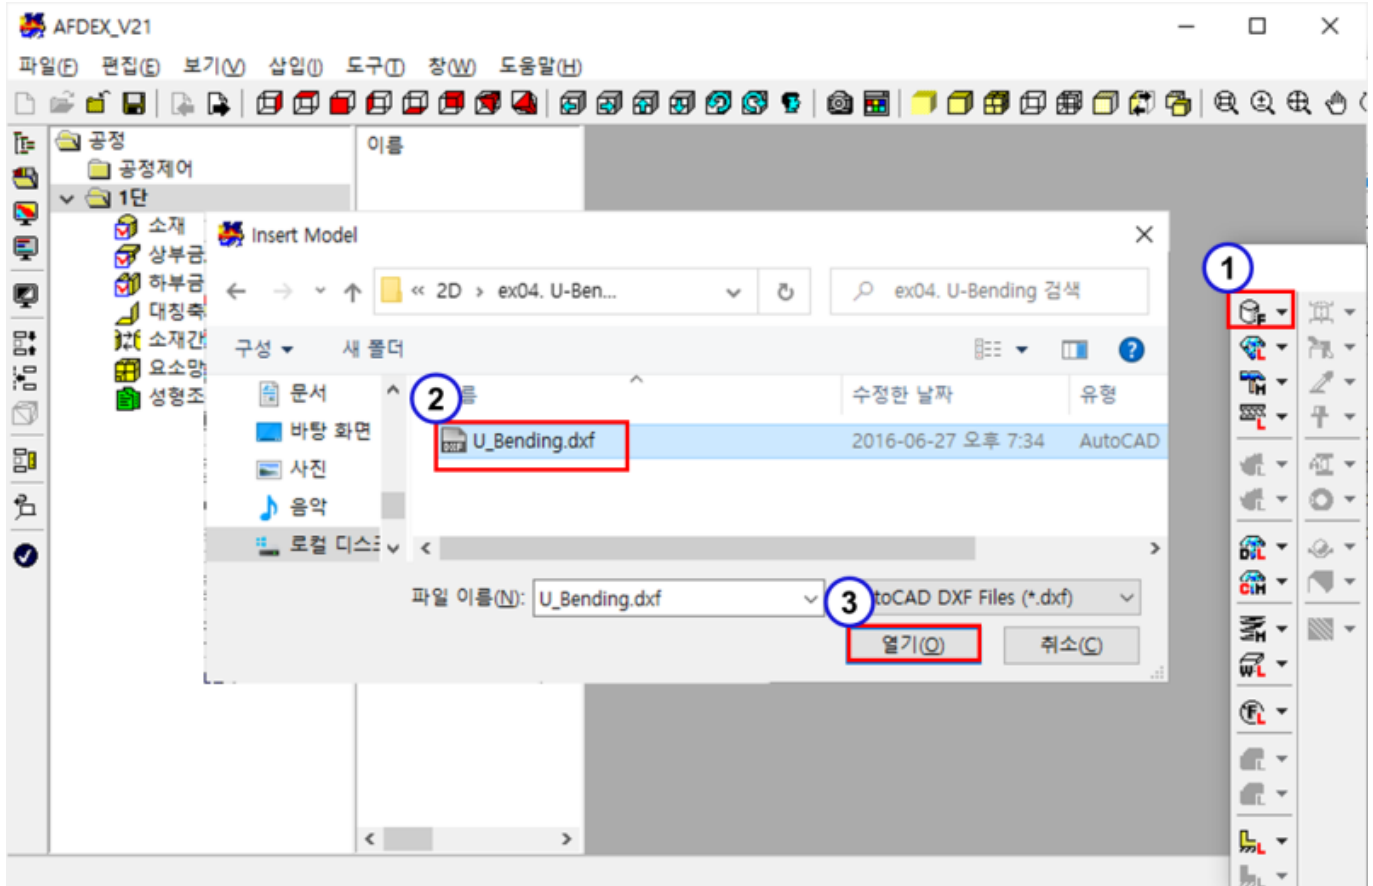 AFDEX_V21
파일(F) 편집(E) 보기(V) 삽입(I) 도구(T) 창(W) 도움말(H)
공정
공정제어
1단
소재
상부금
하부금
대칭축
소재간
요소망
성형조
이름
Insert Model
« 2D › ex04. U-Ben...
ex04. U-Bending 검색
구성
새 폴더
문서
바탕 화면
사진
음악
로컬 디스크
2
름
수정한 날짜
유형
U_Bending.dxf
2016-06-27 오후 7:34
AutoCAD
파일 이름(N):
U_Bending.dxf
3
toCAD DXF Files (*.dxf)
열기(O)
취소(C)
1